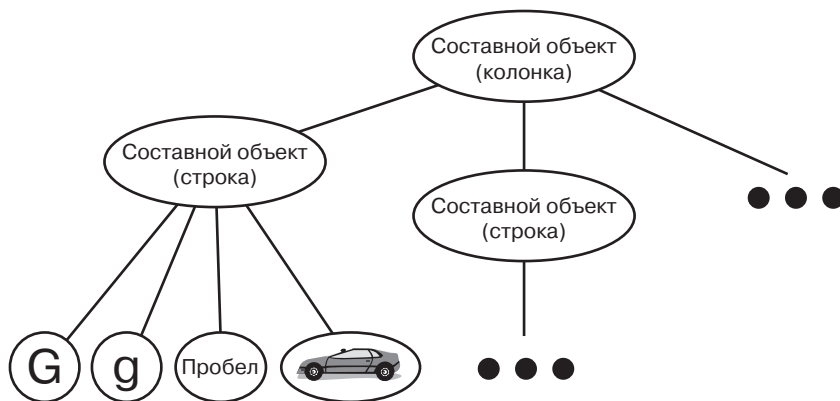 Составной объект
(колонка)
Составной объект
(строка)
Составной объект
(строка)
G
g
Пробел